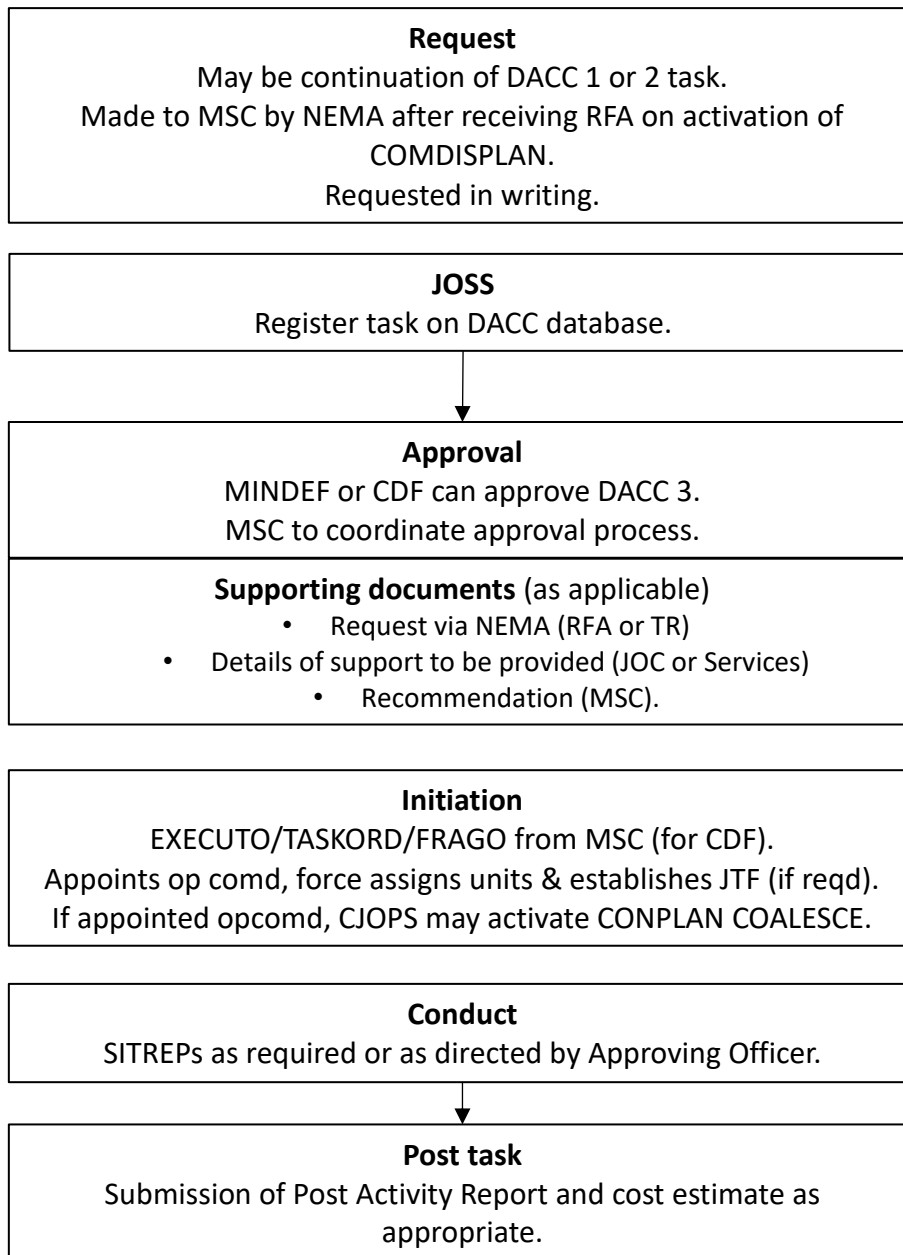 Request
May be continuation of DACC 1 or 2 task.
Made to MSC by NEMA after receiving RFA on activation of
COMDISPLAN.
Requested in writing.
JOSS
Register task on DACC database.
Approval
MINDEF or CDF can approve DACC 3.
MSC to coordinate approval process.
Supporting documents (as applicable)
• Request via NEMA (RFA or TR)
• Details of support to be provided (JOC or Services)
• Recommendation (MSC).
Initiation
EXECUTO/TASKORD/FRAGO from MSC (for CDF).
Appoints op comd, force assigns units & establishes JTF (if reqd).
If appointed opcomd, CJOPS may activate CONPLAN COALESCE.
Conduct
SITREPs as required or as directed by Approving Officer.
Post task
Submission of Post Activity Report and cost estimate as
appropriate.